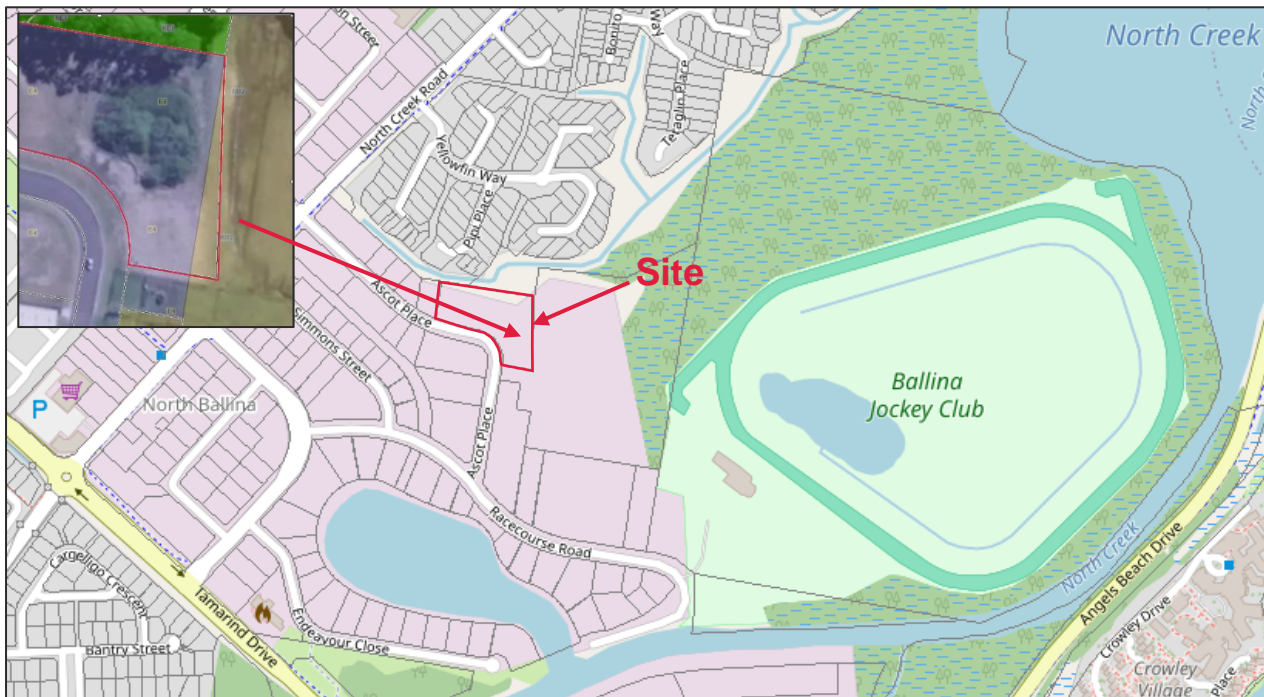 North Creek
North Creek Road
Way
Bonito
Teraglin Place
Yellowfin Way
Pipi Place
Site
Ascot Place
Simmons Street
North Ballina
P
Ascot Place
Ballina
Jockey Club
Racecourse Road
Cargelligo Crescent
Tamarind Drive
Endeavour Close
Bantry Street
North Creek
Angels Beach Drive
Crowley Drive
Crowley
Village
Place